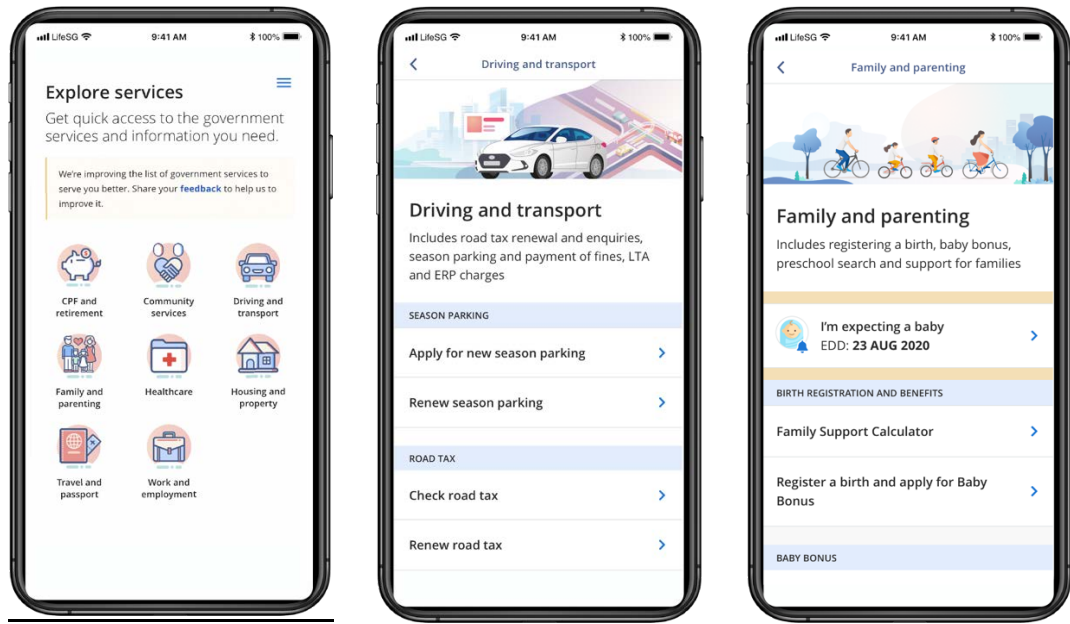 LifeSG 9:41 AM 100%
Explore services
Get quick access to the government
services and information you need.
We're improving the list of government services to
serve you better. Share your feedback to help us to
improve it.
CPF and
retirement
Community
services
Driving and
transport
Family and
parenting
Healthcare
Housing and
property
Travel and
passport
Work and
employment
LifeSG 9:41 AM 100%
Driving and transport
Driving and transport
Includes road tax renewal and enquiries,
season parking and payment of fines, LTA
and ERP charges
SEASON PARKING
Apply for new season parking
Renew season parking
ROAD TAX
Check road tax
Renew road tax
LifeSG 9:41 AM 100%
Family and parenting
Family and parenting
Includes registering a birth, baby bonus,
preschool search and support for families
I'm expecting a baby
EDD: 23 AUG 2020
BIRTH REGISTRATION AND BENEFITS
Family Support Calculator
Register a birth and apply for Baby
Bonus
BABY BONUS